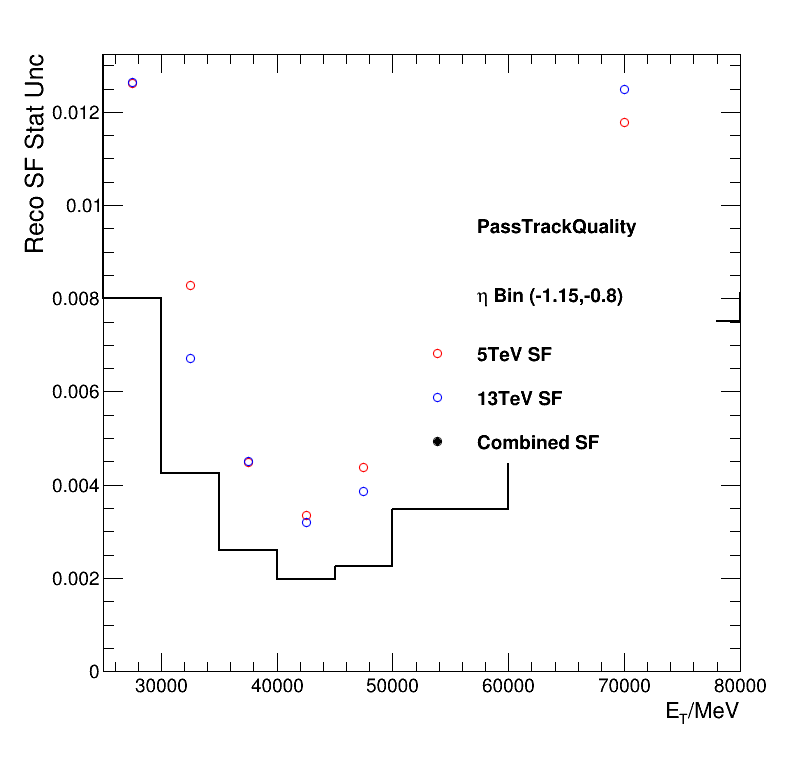 Reco SF Stat Unc
0.012
0.01
0.008
0.006
0.004
0.002
0
PassTrackQuality
η Bin (-1.15,-0.8)
5TeV SF
13TeV SF
Combined SF
30000 40000 50000 60000 70000 80000
E_T/MeV